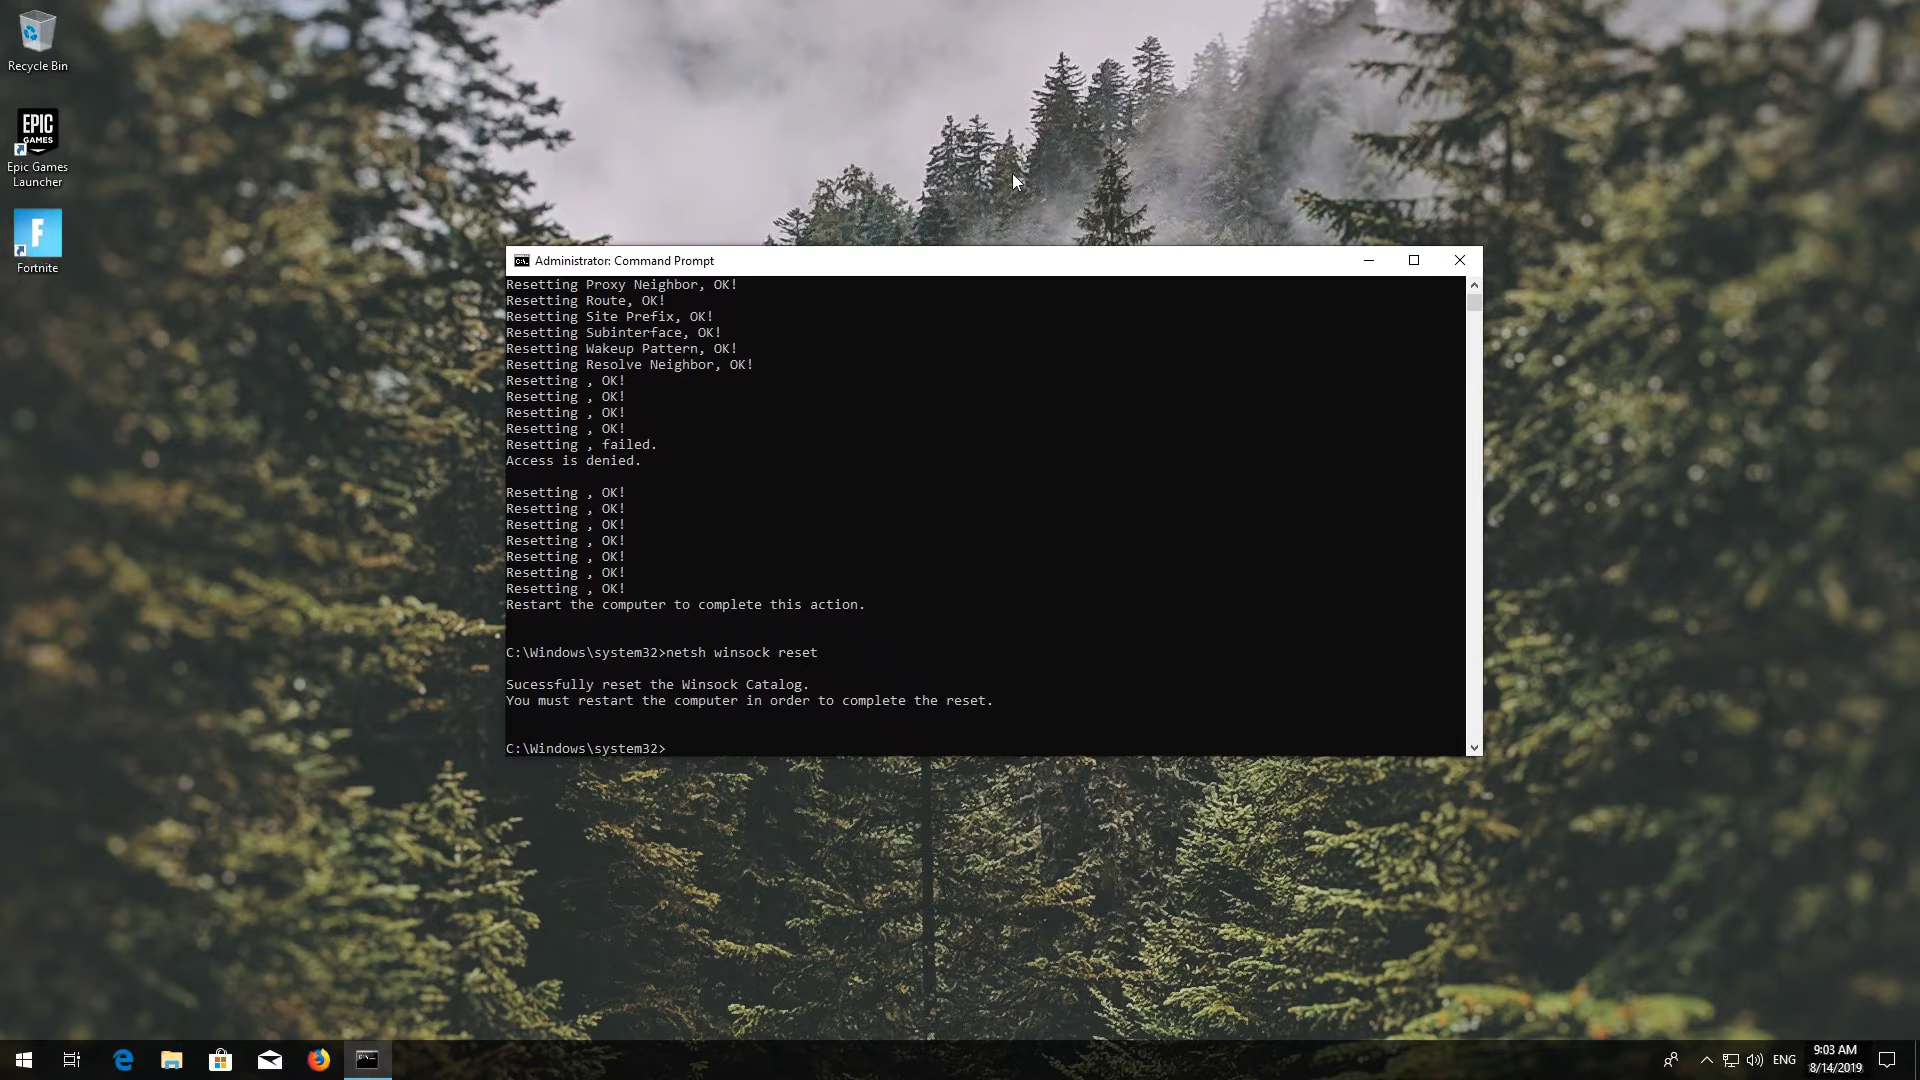 Recycle Bin
EPIC
GAMES
Epic Games
Launcher
F
Fortnite
Administrator: Command Prompt
Resetting Proxy Neighbor, OK!
Resetting Route, OK!
Resetting Site Prefix, OK!
Resetting Subinterface, OK!
Resetting Wakeup Pattern, OK!
Resetting Resolve Neighbor, OK!
Resetting , OK!
Resetting , OK!
Resetting , OK!
Resetting , OK!
Resetting , failed.
Access is denied.
Resetting , OK!
Resetting , OK!
Resetting , OK!
Resetting , OK!
Resetting , OK!
Resetting , OK!
Resetting , OK!
Restart the computer to complete this action.
C:\Windows\system32>netsh winsock reset
Sucessfully reset the Winsock Catalog.
You must restart the computer in order to complete the reset.
C:\Windows\system32>
ENG
9:03 AM
8/14/2019